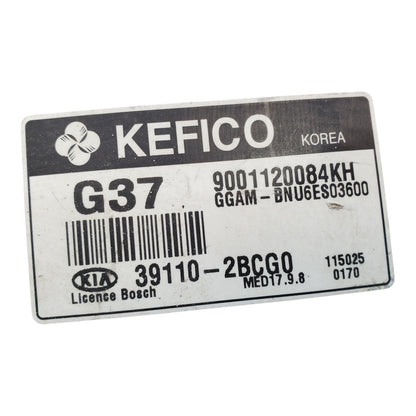 KEFICO KOREA
G37 9001120084KH
GGAM-BNU6ES03600
KIA 39110-2BCG0 115025
Licence Bosch MED17.9.8 0170